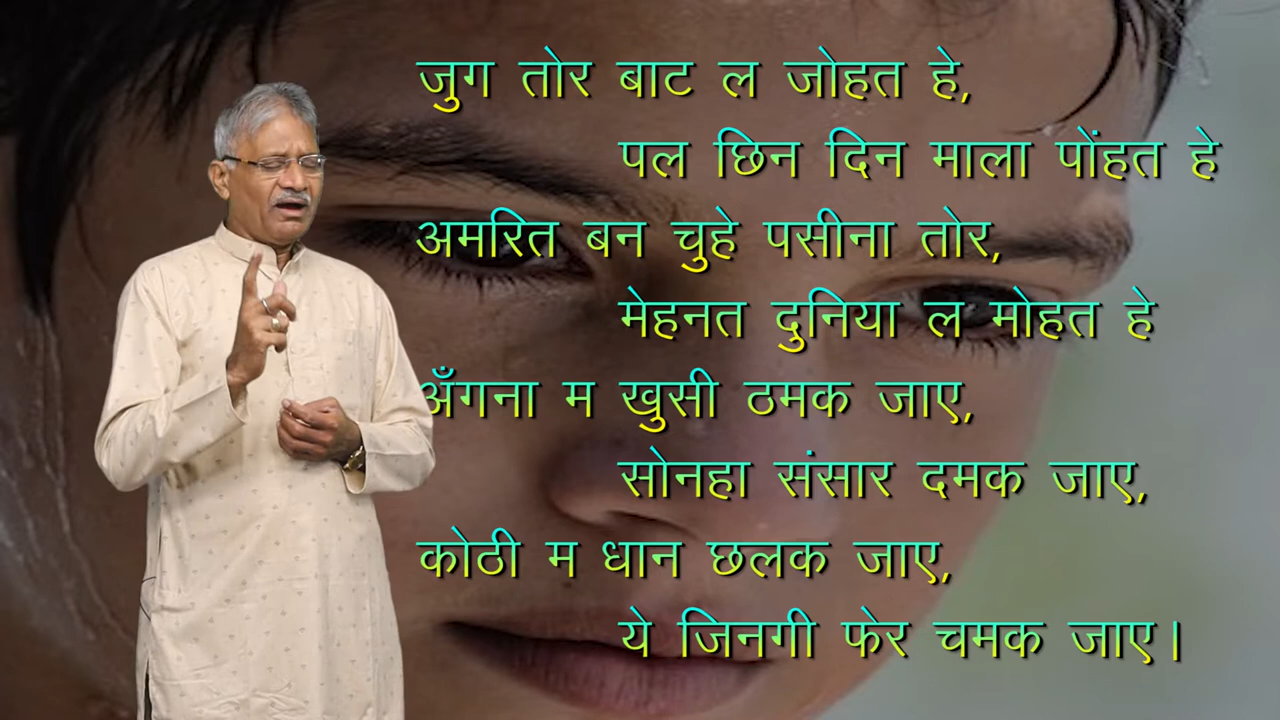 जुग तोर बाट ल जोहत हे,
पल छिन दिन माला पोंहत हे
अमरित बन चुहे पसीना तोर,
मेहनत दुनिया ल मोहत हे
अँगना म खुसी ठमक जाए,
सोनहा संसार दमक जाए,
कोठी म धान छलक जाए,
ये जिनगी फेर चमक जाए।